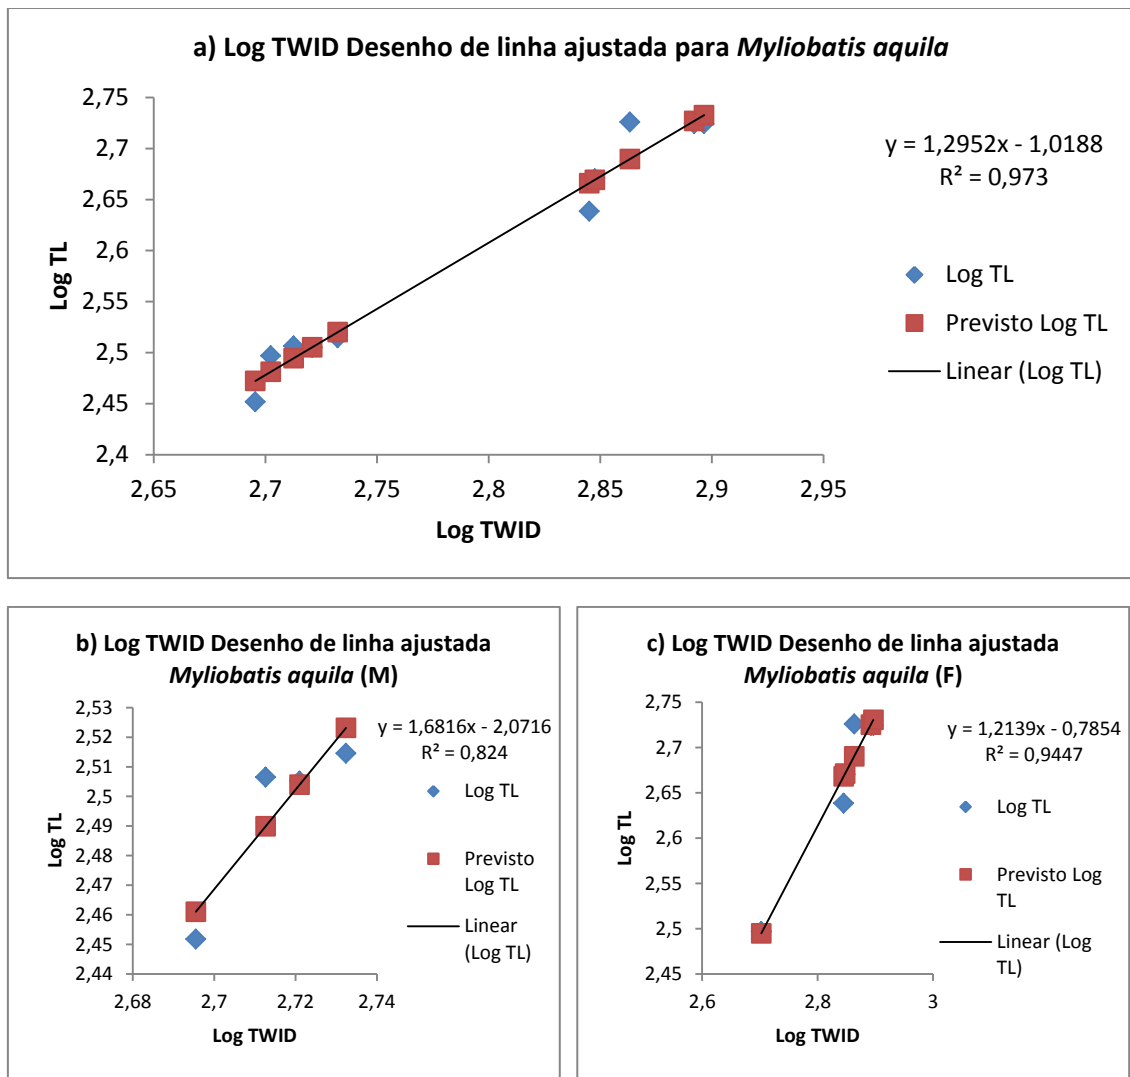 a) Log TWID Desenho de linha ajustada para Myliobatis aquila
2,75
2,7
2,65
2,6
2,55
2,5
2,45
2,4
Log TL
2,65
2,7
2,75
2,8
2,85
2,9
2,95
Log TWID
y = 1,2952x - 1,0188
R² = 0,973
Log TL
Previsto Log TL
Linear (Log TL)
b) Log TWID Desenho de linha ajustada
Myliobatis aquila (M)
2,53
2,52
2,51
2,5
2,49
2,48
2,47
2,46
2,45
2,44
Log TL
2,68
2,7
2,72
2,74
Log TWID
y = 1,6816x - 2,0716
R² = 0,824
Log TL
Previsto
Log TL
Linear
(Log TL)
c) Log TWID Desenho de linha ajustada
Myliobatis aquila (F)
2,75
2,7
2,65
2,6
2,55
2,5
2,45
Log TL
2,6
2,8
3
Log TWID
y = 1,2139x - 0,7854
R² = 0,9447
Log TL
Previsto Log
TL
Linear (Log
TL)